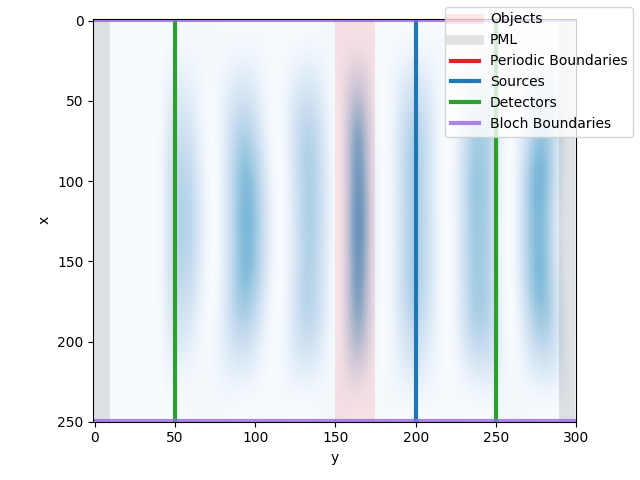 Objects
PML
Periodic Boundaries
Sources
Detectors
Bloch Boundaries
0
50
100
150
200
250
x
0
50
100
150
200
250
300
y